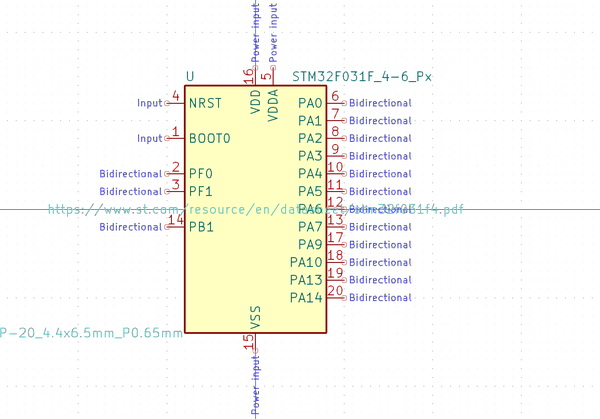 Power input Power input
16 5
U STM32F031F_4-6_Px
VDD VDDA
Input 4 NRST PA0 6 Bidirectional
PA1 7 Bidirectional
Input 1 BOOT0 PA2 8 Bidirectional
PA3 9 Bidirectional
Bidirectional 2 PF0 PA4 10 Bidirectional
Bidirectional 3 PF1 PA5 11 Bidirectional
PA6 12 Bidirectional
https://www.st.com/resource/en/
Bidirectional 14 PB1 PA7 13 Bidirectional
PA9 17 Bidirectional
PA10 18 Bidirectional
PA13 19 Bidirectional
PA14 20 Bidirectional
VSS
P-20_4.4x6.5mm_P0.65mm
15
Power input